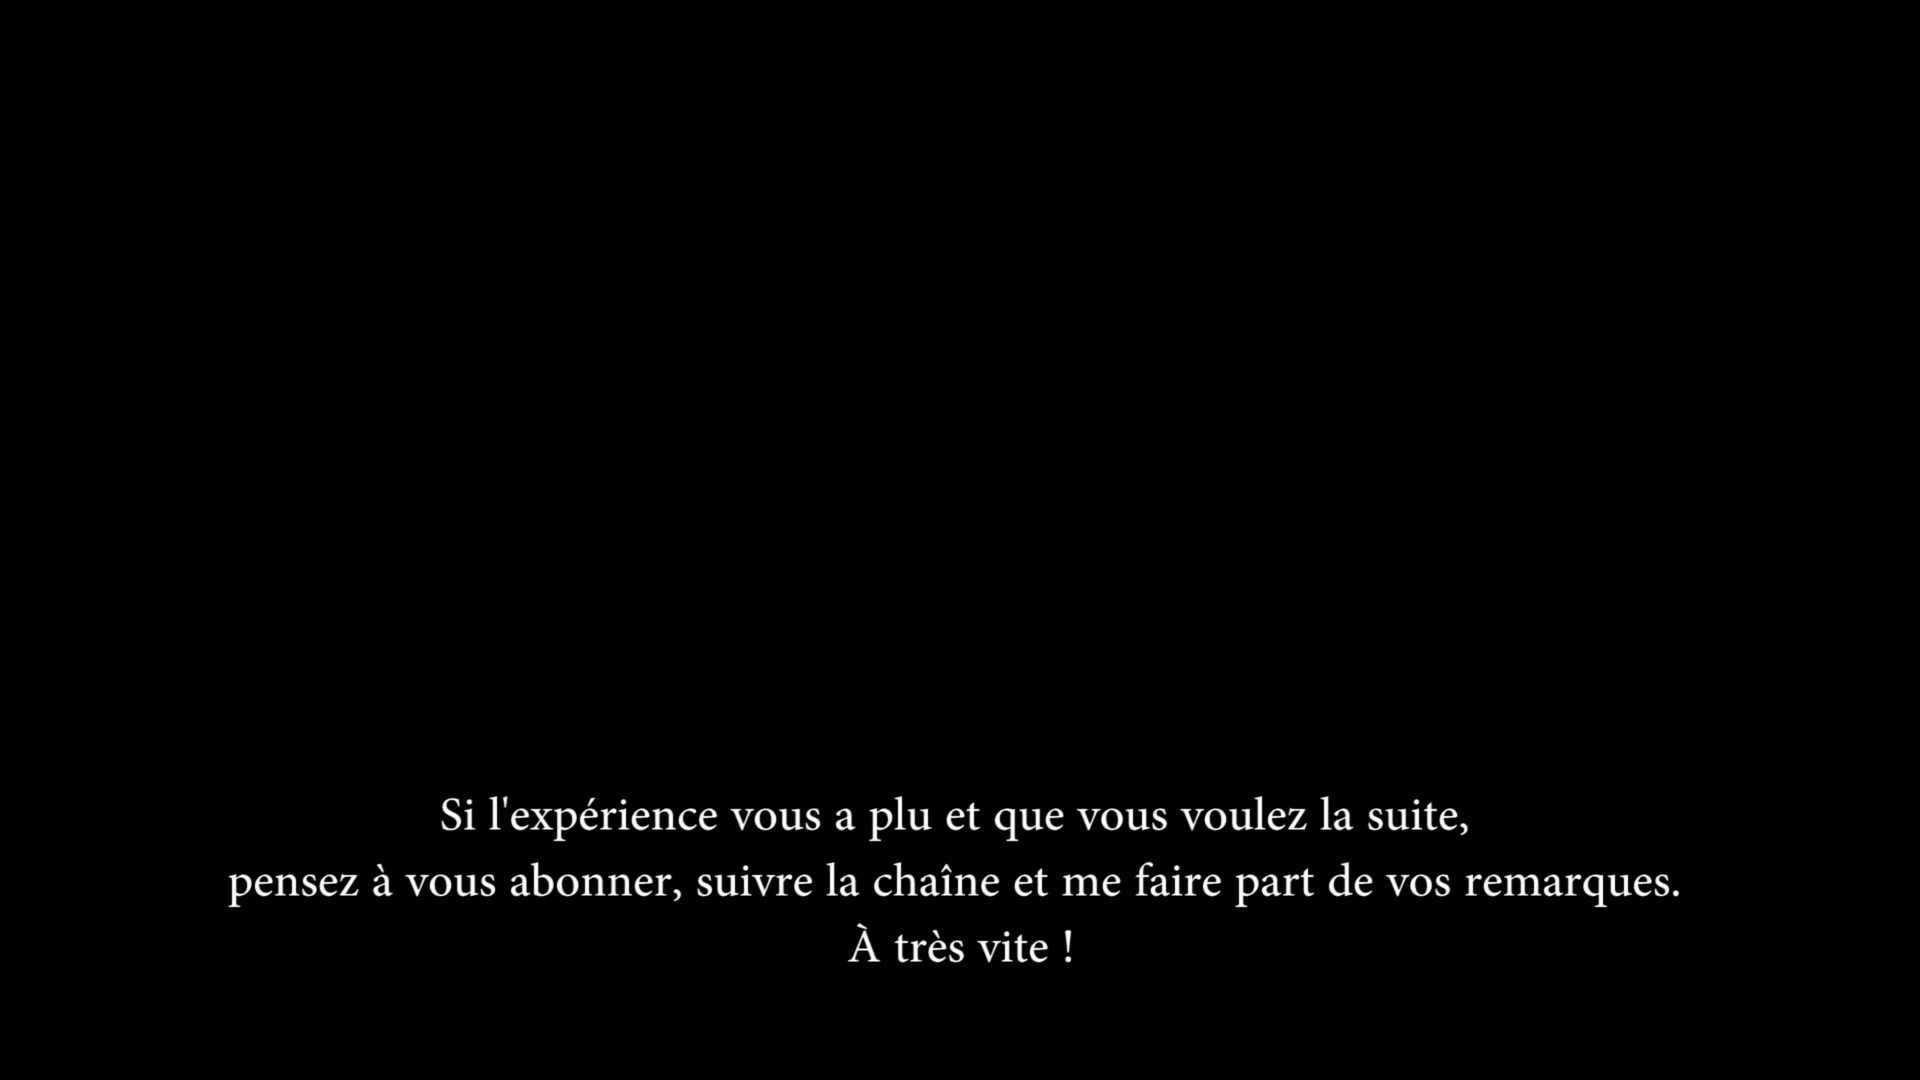 Si l'expérience vous a plu et que vous voulez la suite,
pensez à vous abonner, suivre la chaîne et me faire part de vos remarques.
À très vite !